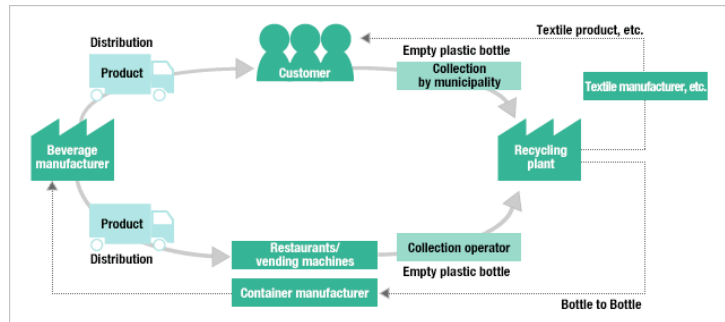 Distribution
Product
Customer
Empty plastic bottle
Collection
by municipality
Textile product, etc.
Textile manufacturer, etc.
Beverage
manufacturer
Recycling
plant
Product
Distribution
Restaurants/
vending machines
Collection operator
Empty plastic bottle
Container manufacturer
Bottle to Bottle